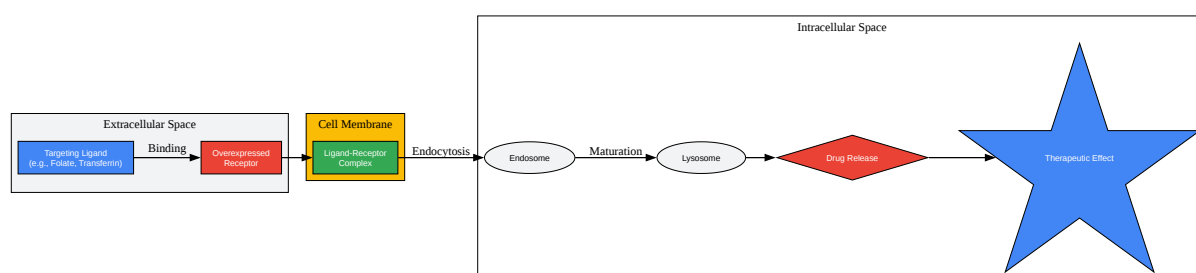 Intracellular Space
Extracellular Space
Targeting Ligand
(e.g., Folate, Transferrin)
Binding
Overexpressed
Receptor
Cell Membrane
Ligand-Receptor
Complex
Endocytosis
Endosome
Maturation
Lysosome
Drug Release
Therapeutic Effect